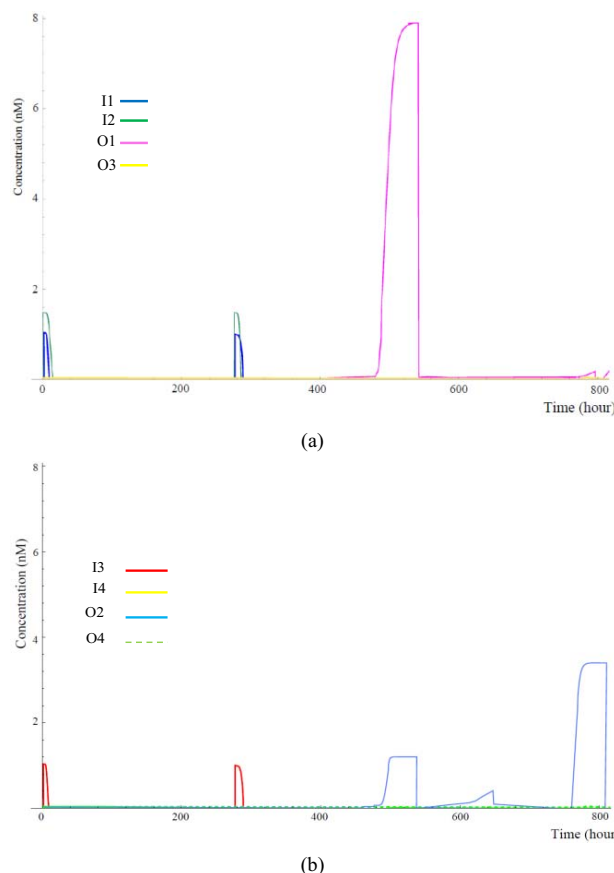 8
6
4
2
Concentration (nM)
I1
I2
O1
O3
0
200
400
600
800
Time (hour)
(a)
8
6
4
2
Concentration (nM)
I3
I4
O2
O4
0
200
400
600
800
Time (hour
(b)